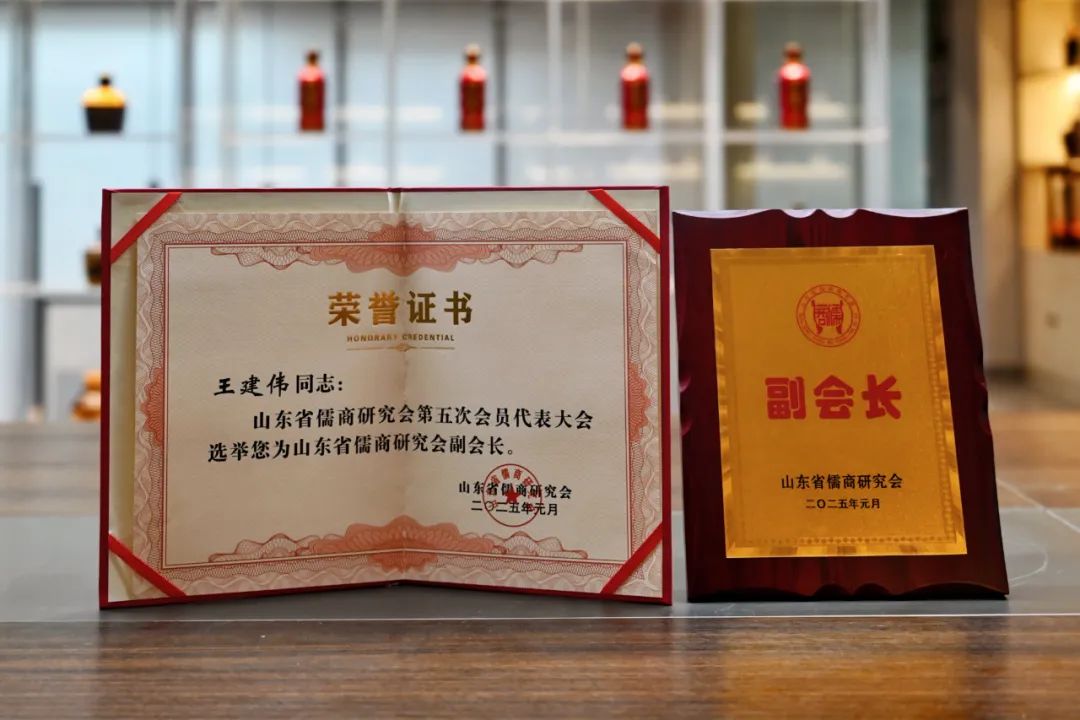 荣誉证书
HONORARY CREDENTIAL
王建伟同志：
山东省儒商研究会第五次会员代表大会
选举您为山东省儒商研究会副会长。
山东省儒商研究会
二〇二五年元月
副会长
山东省儒商研究会
二〇二五年元月